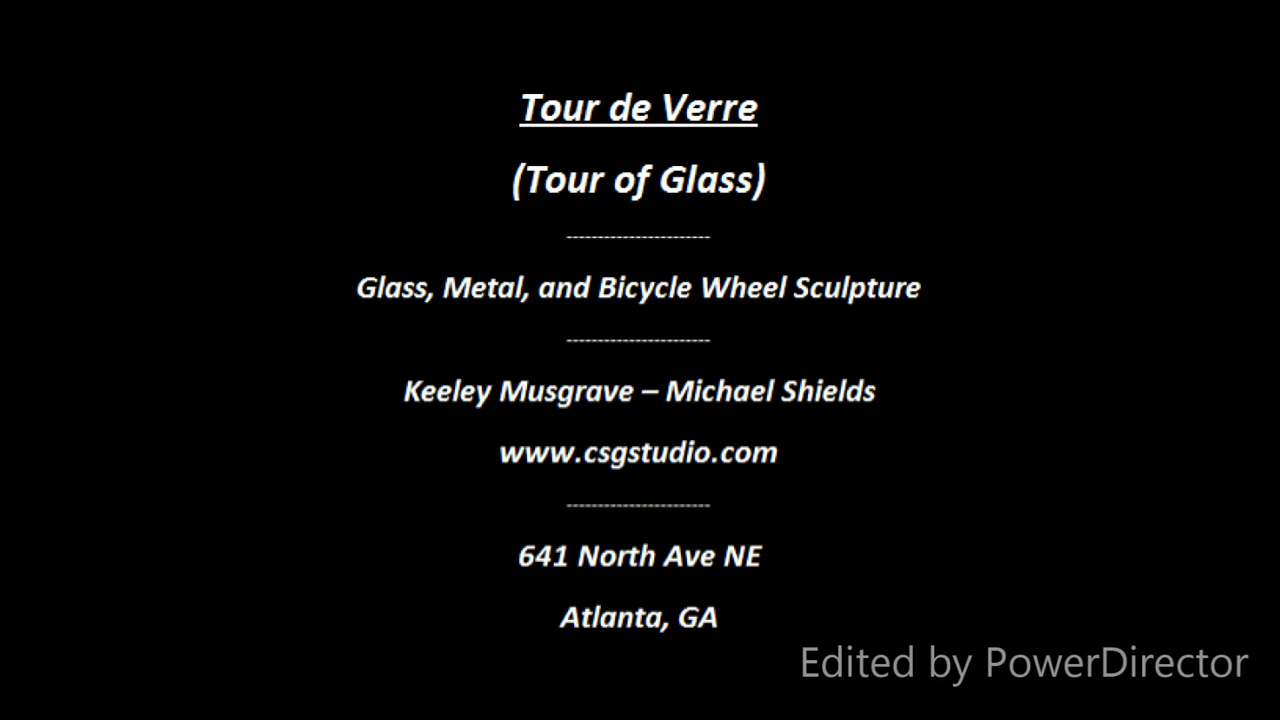 Tour de Verre
(Tour of Glass)
-----------------------
Glass, Metal, and Bicycle Wheel Sculpture
-----------------------
Keeley Musgrave – Michael Shields
www.csgstudio.com
-----------------------
641 North Ave NE
Atlanta, GA
Edited by PowerDirector